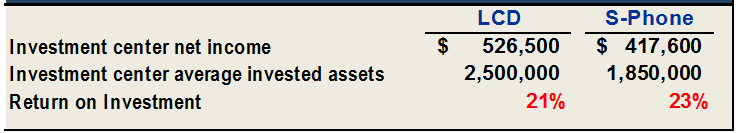 LCD S-Phone
Investment center net income $ 526,500 $ 417,600
Investment center average invested assets 2,500,000 1,850,000
Return on Investment 21% 23%